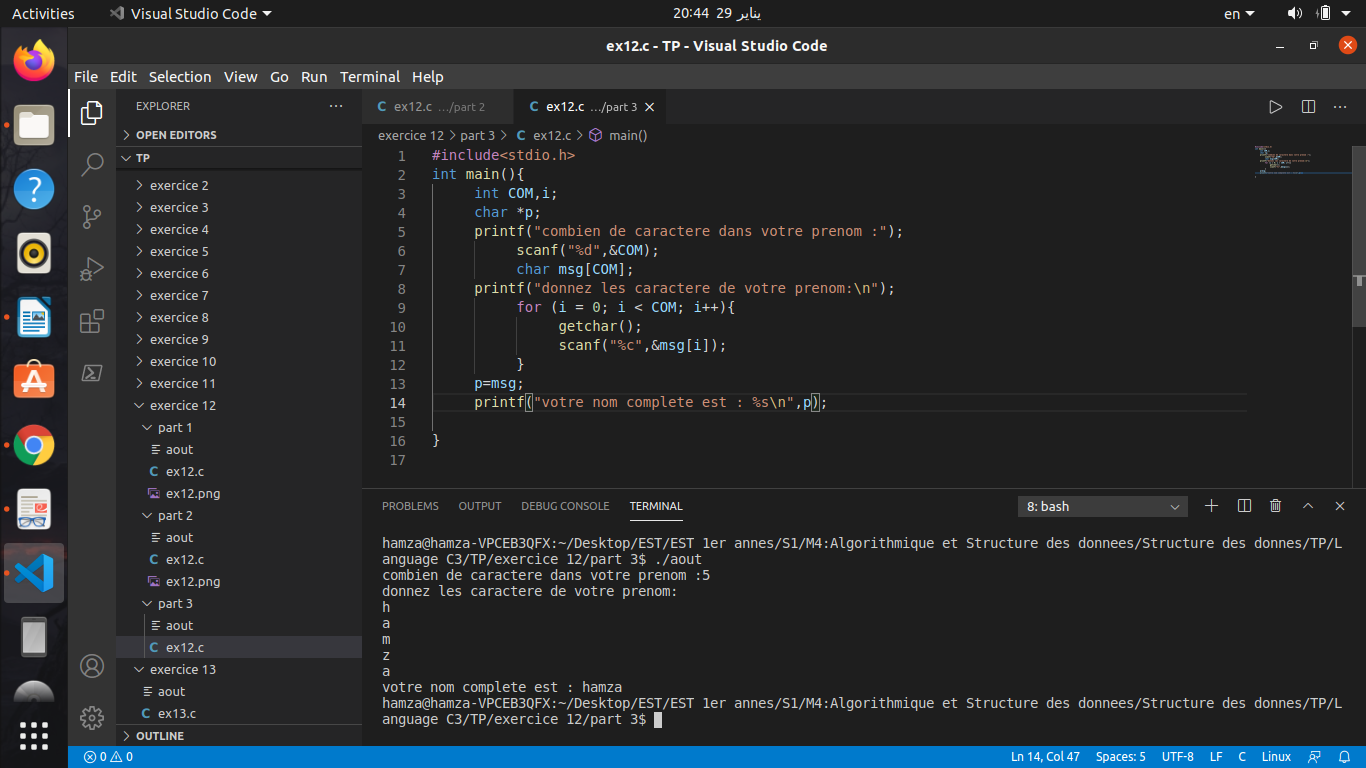 Activities Visual Studio Code 20:44 29 يناير en
ex12.c - TP - Visual Studio Code
File Edit Selection View Go Run Terminal Help
EXPLORER
OPEN EDITORS
TP
exercice 2
exercice 3
exercice 4
exercice 5
exercice 6
exercice 7
exercice 8
exercice 9
exercice 10
exercice 11
exercice 12
part 1
aout
ex12.c
ex12.png
part 2
aout
ex12.c
ex12.png
part 3
aout
ex12.c
exercice 13
aout
ex13.c
OUTLINE
ex12.c .../part 2 ex12.c .../part 3
exercice 12 > part 3 > ex12.c > main()
1 #include<stdio.h>
2 int main(){
3 int COM,i;
4 char *p;
5 printf("combien de caractere dans votre prenom :");
6 scanf("%d",&COM);
7 char msg[COM];
8 printf("donnez les caractere de votre prenom:\n");
9 for (i = 0; i < COM; i++){
10 getchar();
11 scanf("%c",&msg[i]);
12 }
13 p=msg;
14 printf("votre nom complete est : %s\n",p);
15
16 }
17
PROBLEMS OUTPUT DEBUG CONSOLE TERMINAL 8: bash
hamza@hamza-VPCEB3QFX:~/Desktop/EST/EST 1er annes/S1/M4:Algorithmique et Structure des donnees/Structure des donnes/TP/L
anguage C3/TP/exercice 12/part 3$ ./aout
combien de caractere dans votre prenom :5
donnez les caractere de votre prenom:
h
a
m
z
a
votre nom complete est : hamza
hamza@hamza-VPCEB3QFX:~/Desktop/EST/EST 1er annes/S1/M4:Algorithmique et Structure des donnees/Structure des donnes/TP/L
anguage C3/TP/exercice 12/part 3$
0 0 Ln 14, Col 47 Spaces: 5 UTF-8 LF C Linux